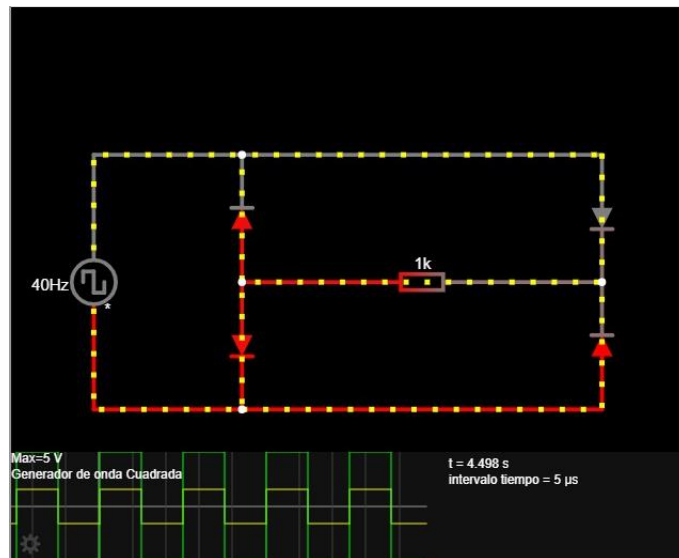 1k
40Hz
*
Max=5 V
Generador de onda Cuadrada
t = 4.498 s
intervalo tiempo = 5 µs